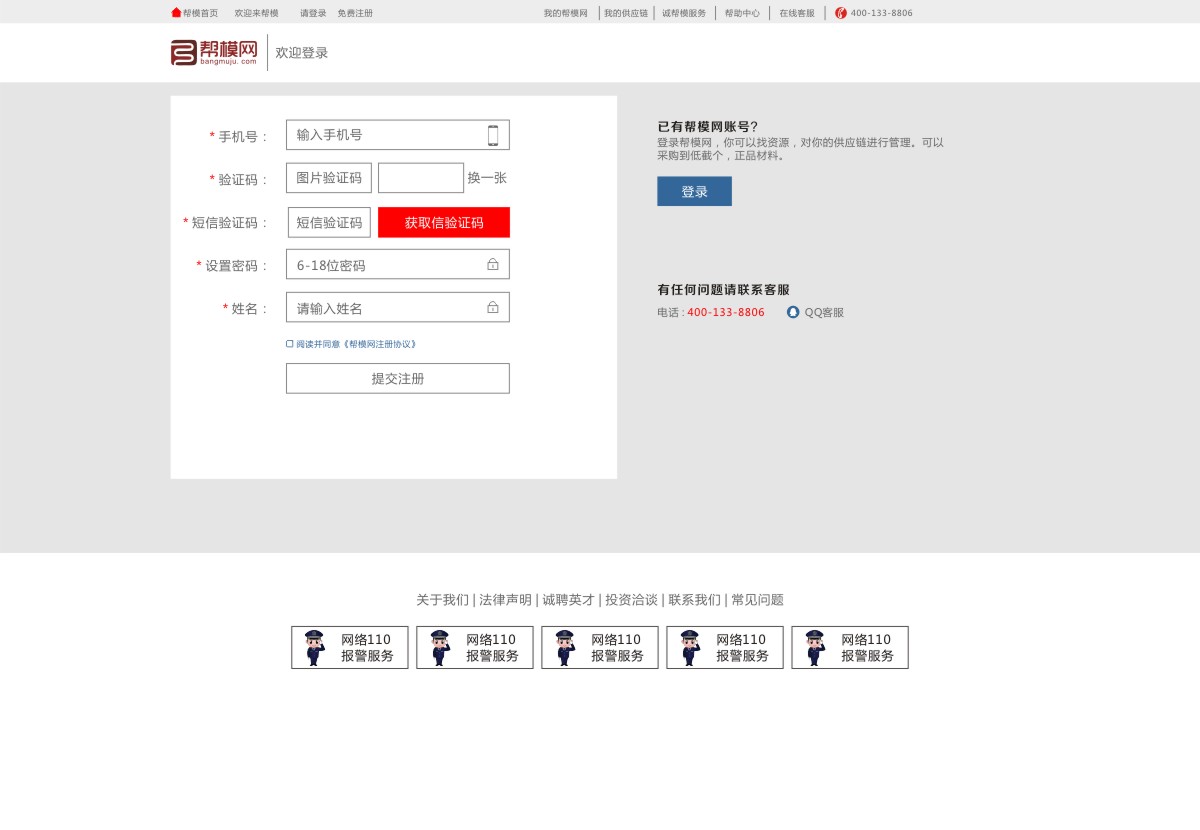 帮模首页 欢迎来帮模 请登录 免费注册 我的帮模网 我的供应链 诚帮模服务 帮助中心 在线客服 400-133-8806
帮模网
bangmuju.com
欢迎登录
* 手机号： 输入手机号
* 验证码： 图片验证码 换一张
* 短信验证码： 短信验证码 获取信验证码
* 设置密码： 6-18位密码
* 姓名： 请输入姓名
阅读并同意《帮模网注册协议》
提交注册
已有帮模网账号?
登录帮模网，你可以找资源，对你的供应链进行管理。可以
采购到低截个，正品材料。
登录
有任何问题请联系客服
电话 : 400-133-8806 QQ客服
关于我们 | 法律声明 | 诚聘英才 | 投资洽谈 | 联系我们 | 常见问题
网络110 网络110 网络110 网络110 网络110
报警服务 报警服务 报警服务 报警服务 报警服务